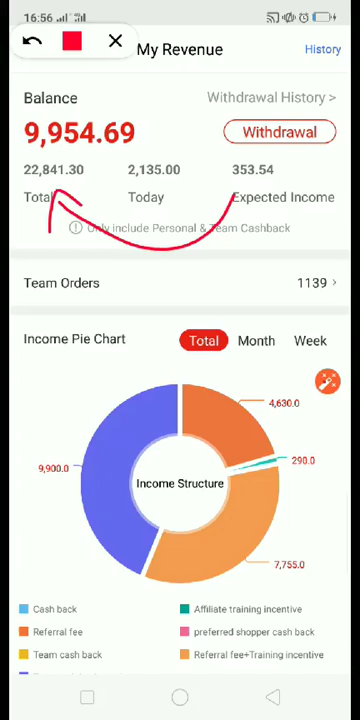 16:56
My Revenue
History
Balance
Withdrawal History >
9,954.69
Withdrawal
22,841.30 2,135.00 353.54
Total Today Expected Income
Only include Personal & Team Cashback
Team Orders 1139 >
Income Pie Chart Total Month Week
4,630.0
290.0
9,900.0
Income Structure
7,755.0
Cash back Affiliate training incentive
Referral fee preferred shopper cash back
Team cash back Referral fee+Training incentive